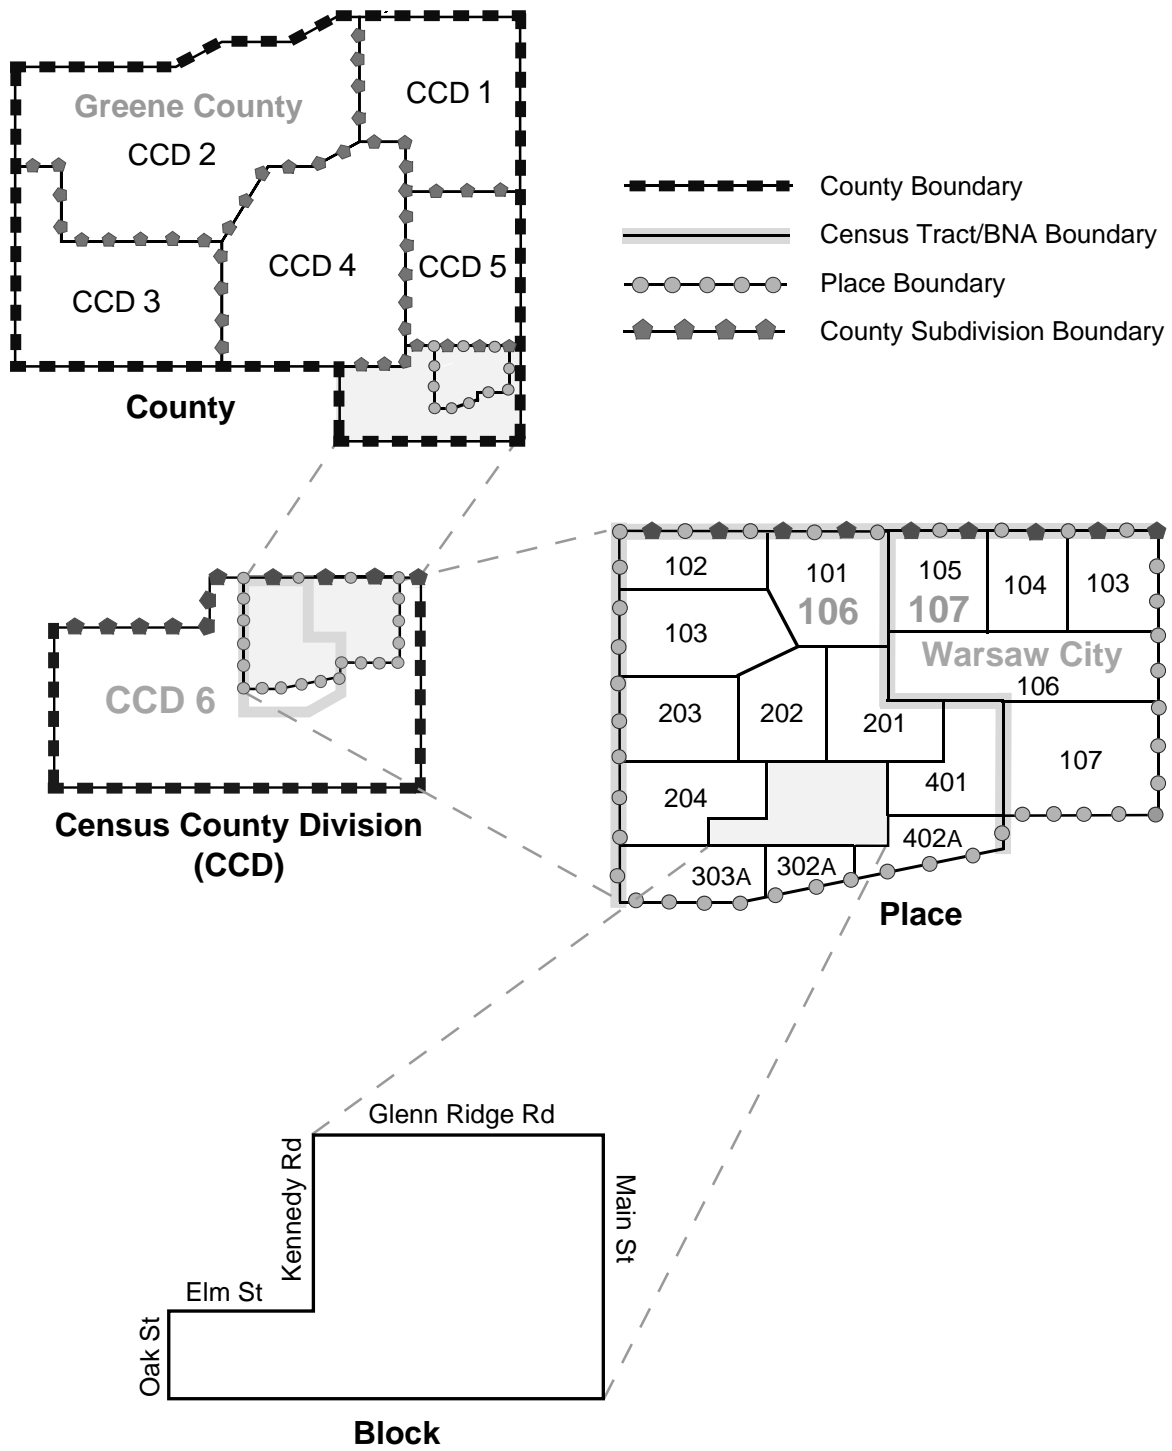 CCD 1
Greene County
CCD 2
CCD 4
CCD 5
CCD 3
County
County Boundary
Census Tract/BNA Boundary
Place Boundary
County Subdivision Boundary
CCD 6
Census County Division
(CCD)
102
101
105
104
103
106
107
103
Warsaw City
106
203
202
201
107
204
401
402A
303A
302A
Place
Glenn Ridge Rd
Kennedy Rd
Main St
Elm St
Oak St
Block